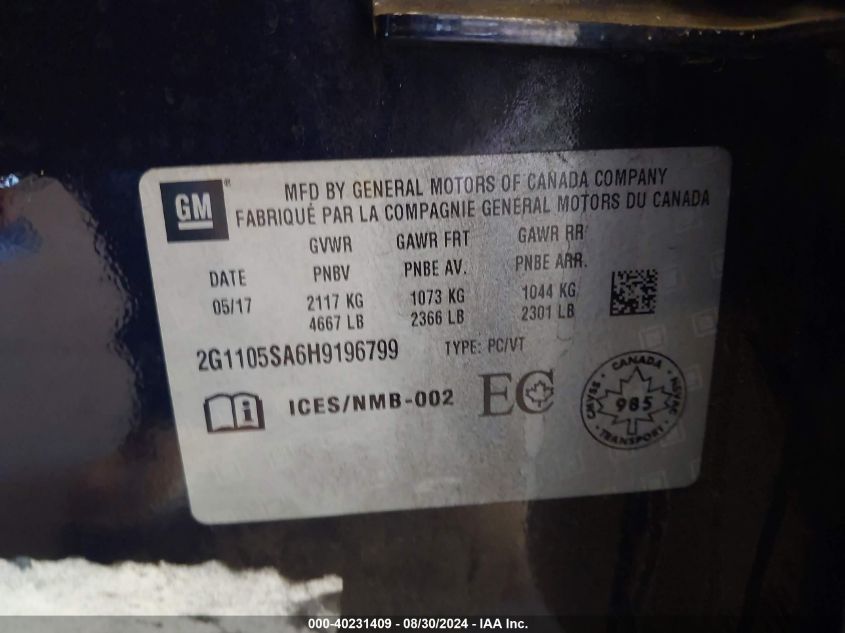 GM ®
MFD BY GENERAL MOTORS OF CANADA COMPANY
FABRIQUÉ PAR LA COMPAGNIE GENERAL MOTORS DU CANADA
DATE
05/17
GVWR
PNBV
2117 KG
4667 LB
GAWR FRT
PNBE AV.
1073 KG
2366 LB
GAWR RR
PNBE ARR.
1044 KG
2301 LB
2G1105SA6H9196799
TYPE: PC/VT
ICES/NMB-002
EC
CANADA
985
TRANSPORT
SVAC/NSVAC
000-40231409 - 08/30/2024 - IAA Inc.